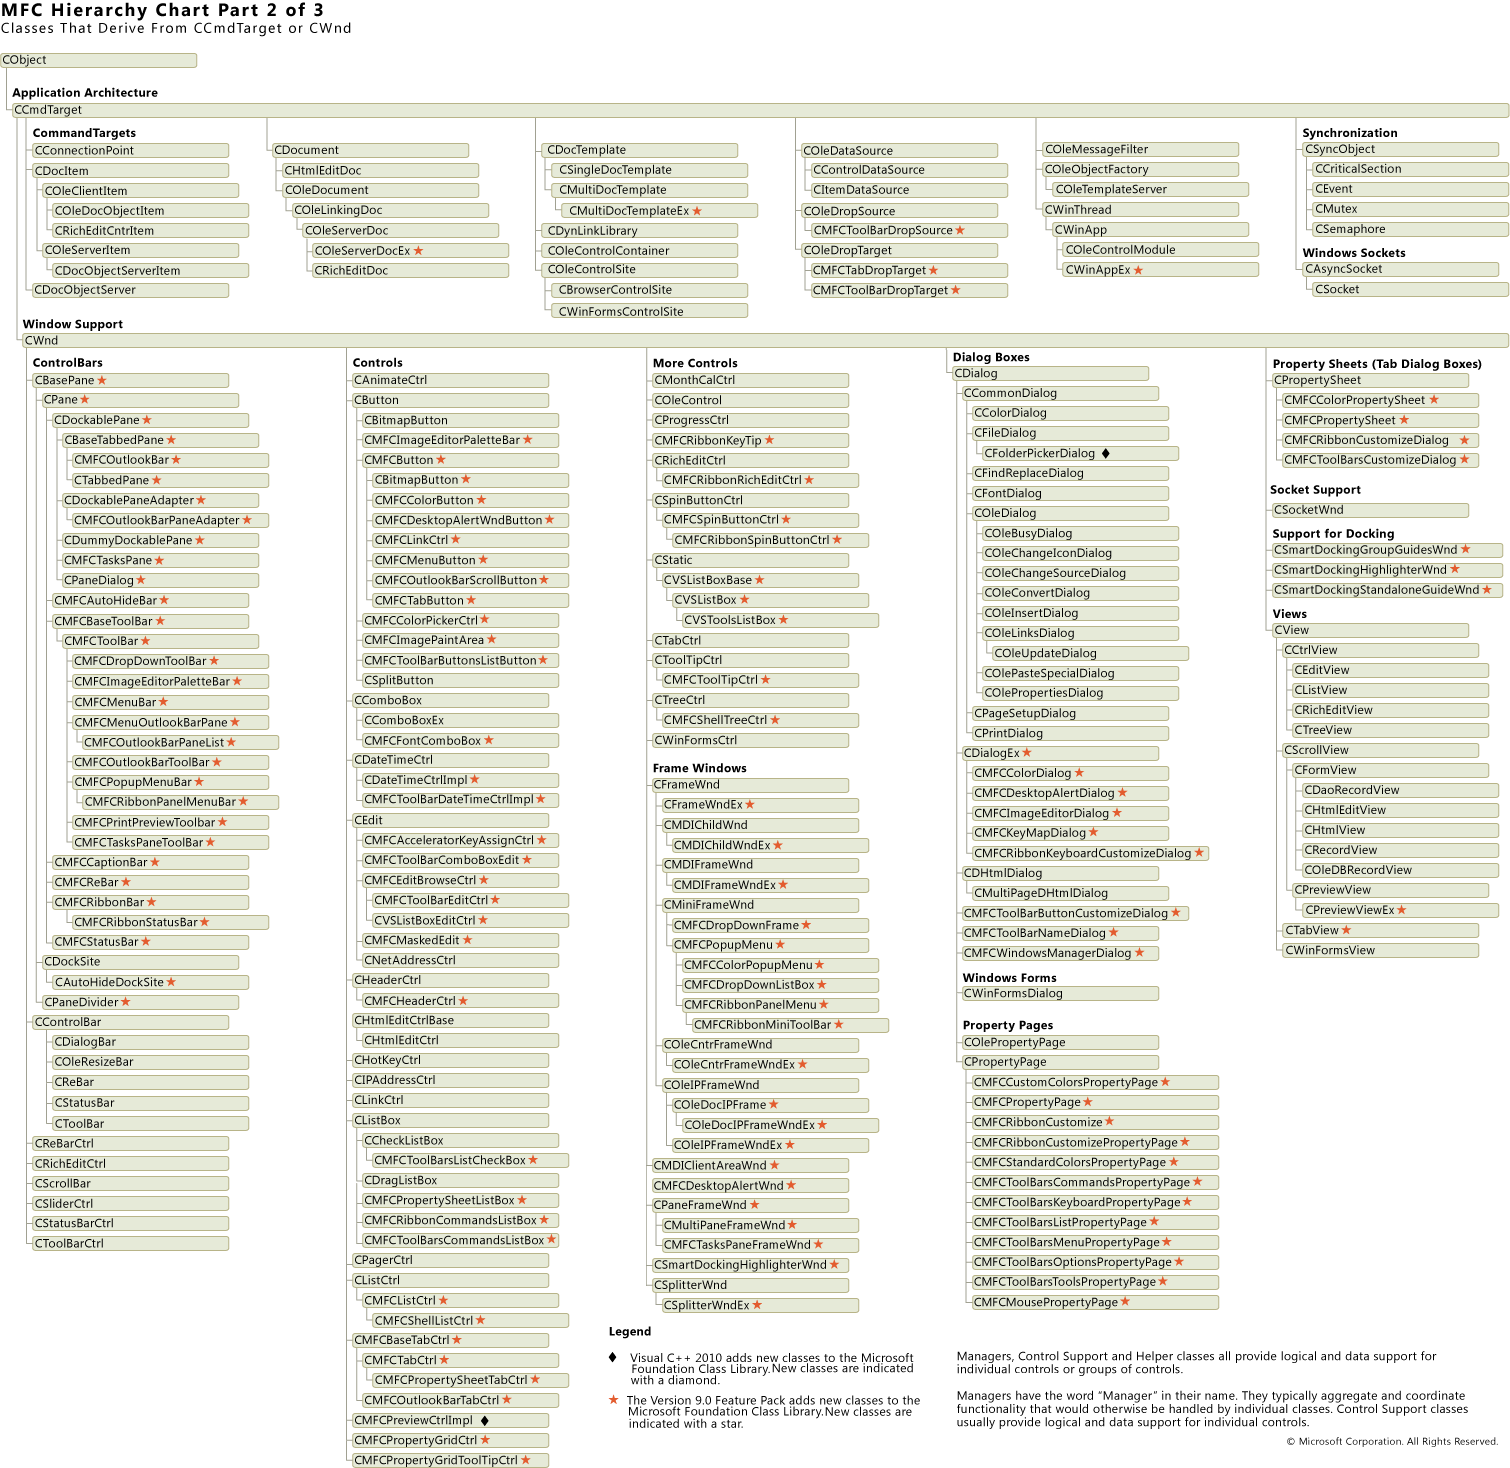 MFC Hierarchy Chart Part 2 of 3
Classes That Derive From CCmdTarget or CWnd
CObject
Application Architecture
CCmdTarget
CommandTargets
CConnectionPoint
CDocItem
COleClientItem
COleDocObjectItem
CRichEditCntrItem
COleServerItem
CDocObjectServerItem
CDocObjectServer
CDocument
CHtmlEditDoc
COleDocument
COleLinkingDoc
COleServerDoc
COleServerDocEx ★
CRichEditDoc
CDocTemplate
CSingleDocTemplate
CMultiDocTemplate
CMultiDocTemplateEx ★
CDynLinkLibrary
COleControlContainer
COleControlSite
CBrowserControlSite
CWinFormsControlSite
COleDataSource
CControlDataSource
CItemDataSource
COleDropSource
CMFCToolBarDropSource ★
COleDropTarget
CMFCTabDropTarget ★
CMFCToolBarDropTarget ★
COleMessageFilter
COleObjectFactory
COleTemplateServer
CWinThread
CWinApp
COleControlModule
CWinAppEx ★
Synchronization
CSyncObject
CCriticalSection
CEvent
CMutex
CSemaphore
Windows Sockets
CAsyncSocket
CSocket
Window Support
CWnd
ControlBars
CBasePane ★
CPane ★
CDockablePane ★
CBaseTabbedPane ★
CMFCOutlookBar ★
CTabbedPane ★
CDockablePaneAdapter ★
CMFCOutlookBarPaneAdapter ★
CDummyDockablePane ★
CMFCTasksPane ★
CPaneDialog ★
CMFCAutoHideBar ★
CMFCBaseToolBar ★
CMFCToolBar ★
CMFCDropDownToolBar ★
CMFCImageEditorPaletteBar ★
CMFCMenuBar ★
CMFCMenuOutlookBarPane ★
CMFCOutlookBarPaneList ★
CMFCOutlookBarToolBar ★
CMFCPopupMenuBar ★
CMFCRibbonPanelMenuBar ★
CMFCPrintPreviewToolbar ★
CMFCTasksPaneToolBar ★
CMFCCaptionBar ★
CMFCReBar ★
CMFCRibbonBar ★
CMFCRibbonStatusBar ★
CMFCStatusBar ★
CDockSite
CAutoHideDockSite ★
CPaneDivider ★
CControlBar
CDialogBar
COleResizeBar
CReBar
CStatusBar
CToolBar
CReBarCtrl
CRichEditCtrl
CScrollBar
CSliderCtrl
CStatusBarCtrl
CToolBarCtrl
Controls
CAnimateCtrl
CButton
CBitmapButton
CMFCImageEditorPaletteBar ★
CMFCButton ★
CBitmapButton ★
CMFCColorButton ★
CMFCDesktopAlertWndButton ★
CMFCLinkCtrl ★
CMFCMenuButton ★
CMFCOutlookBarScrollButton ★
CMFCTabButton ★
CMFCColorPickerCtrl ★
CMFCImagePaintArea ★
CMFCToolBarButtonsListButton ★
CSplitButton
CComboBox
CComboBoxEx
CMFCFontComboBox ★
CDateTimeCtrl
CDateTimeCtrlImpl ★
CMFCToolBarDateTimeCtrlImpl ★
CEdit
CMFCAcceleratorKeyAssignCtrl ★
CMFCToolBarComboBoxEdit ★
CMFCEditBrowseCtrl ★
CMFCToolBarEditCtrl ★
CVSListBoxEditCtrl ★
CMFCMaskedEdit ★
CNetAddressCtrl
CHeaderCtrl
CMFCHeaderCtrl ★
CHtmlEditCtrlBase
CHtmlEditCtrl
CHotKeyCtrl
CIPAddressCtrl
CLinkCtrl
CListBox
CCheckListBox
CMFCToolBarsListCheckBox ★
CDragListBox
CMFCPropertySheetListBox ★
CMFCRibbonCommandsListBox ★
CMFCToolBarsCommandsListBox ★
CPagerCtrl
CListCtrl
CMFCListCtrl ★
CMFCShellListCtrl ★
CMFCBaseTabCtrl ★
CMFCTabCtrl ★
CMFCPropertySheetTabCtrl ★
CMFCOutlookBarTabCtrl ★
CMFCPreviewCtrlImpl ♦
CMFCPropertyGridCtrl ★
CMFCPropertyGridToolTipCtrl ★
More Controls
CMonthCalCtrl
COleControl
CProgressCtrl
CMFCRibbonKeyTip ★
CRichEditCtrl
CMFCRibbonRichEditCtrl ★
CSpinButtonCtrl
CMFCSpinButtonCtrl ★
CMFCRibbonSpinButtonCtrl ★
CStatic
CVSListBoxBase ★
CVSListBox ★
CVSToolsListBox ★
CTabCtrl
CToolTipCtrl
CMFCToolTipCtrl ★
CTreeCtrl
CMFCShellTreeCtrl ★
CWinFormsCtrl
Frame Windows
CFrameWnd
CFrameWndEx ★
CMDIChildWnd
CMDIChildWndEx ★
CMDIFrameWnd
CMDIFrameWndEx ★
CMiniFrameWnd
CMFCDropDownFrame ★
CMFCPopupMenu ★
CMFCColorPopupMenu ★
CMFCDropDownListBox ★
CMFCRibbonPanelMenu ★
CMFCRibbonMiniToolBar ★
COleCntrFrameWnd
COleCntrFrameWndEx ★
COleIPFrameWnd
COleDocIPFrame ★
COleDocIPFrameWndEx ★
COleIPFrameWndEx ★
CMDIClientAreaWnd ★
CMFCDesktopAlertWnd ★
CPaneFrameWnd ★
CMultiPaneFrameWnd ★
CMFCTasksPaneFrameWnd ★
CSmartDockingHighlighterWnd ★
CSplitterWnd
CSplitterWndEx ★
Dialog Boxes
CDialog
CCommonDialog
CColorDialog
CFileDialog
CFolderPickerDialog ♦
CFindReplaceDialog
CFontDialog
COleDialog
COleBusyDialog
COleChangeIconDialog
COleChangeSourceDialog
COleConvertDialog
COleInsertDialog
COleLinksDialog
COleUpdateDialog
COlePasteSpecialDialog
COlePropertiesDialog
CPageSetupDialog
CPrintDialog
CDialogEx ★
CMFCColorDialog ★
CMFCDesktopAlertDialog ★
CMFCImageEditorDialog ★
CMFCKeyMapDialog ★
CMFCRibbonKeyboardCustomizeDialog ★
CDHtmlDialog
CMultiPageDHtmlDialog
CMFCToolBarButtonCustomizeDialog ★
CMFCToolBarNameDialog ★
CMFCWindowsManagerDialog ★
Windows Forms
CWinFormsDialog
Property Pages
COlePropertyPage
CPropertyPage
CMFCCustomColorsPropertyPage ★
CMFCPropertyPage ★
CMFCRibbonCustomize ★
CMFCRibbonCustomizePropertyPage ★
CMFCStandardColorsPropertyPage ★
CMFCToolBarsCommandsPropertyPage ★
CMFCToolBarsKeyboardPropertyPage ★
CMFCToolBarsListPropertyPage ★
CMFCToolBarsMenuPropertyPage ★
CMFCToolBarsOptionsPropertyPage ★
CMFCToolBarsToolsPropertyPage ★
CMFCMousePropertyPage ★
Property Sheets (Tab Dialog Boxes)
CPropertySheet
CMFCColorPropertySheet ★
CMFCPropertySheet ★
CMFCRibbonCustomizeDialog ★
CMFCToolBarsCustomizeDialog ★
Socket Support
CSocketWnd
Support for Docking
CSmartDockingGroupGuidesWnd ★
CSmartDockingHighlighterWnd ★
CSmartDockingStandaloneGuideWnd ★
Views
CView
CCtrlView
CEditView
CListView
CRichEditView
CTreeView
CScrollView
CFormView
CDaoRecordView
CHtmlEditView
CHtmlView
CRecordView
COleDBRecordView
CPreviewView
CPreviewViewEx ★
CTabView ★
CWinFormsView
Legend
♦ Visual C++ 2010 adds new classes to the Microsoft
Foundation Class Library.New classes are indicated
with a diamond.
★ The Version 9.0 Feature Pack adds new classes to the
Microsoft Foundation Class Library.New classes are
indicated with a star.
Managers, Control Support and Helper classes all provide logical and data support for
individual controls or groups of controls.
Managers have the word “Manager” in their name. They typically aggregate and coordinate
functionality that would otherwise be handled by individual classes. Control Support classes
usually provide logical and data support for individual controls.
© Microsoft Corporation. All Rights Reserved.